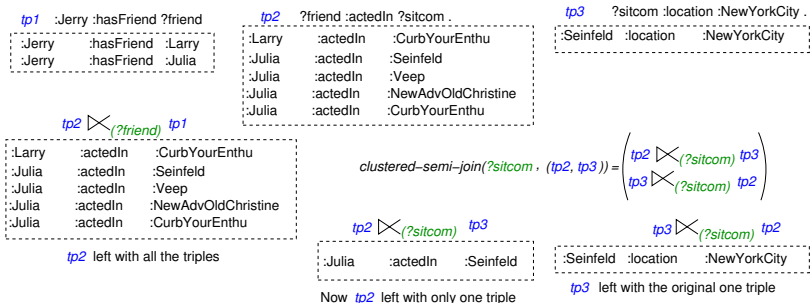 tp1 :Jerry :hasFriend ?friend
:Jerry :hasFriend :Larry
:Jerry :hasFriend :Julia
tp2 ?friend :actedIn ?sitcom .
:Larry :actedIn :CurbYourEnthu
:Julia :actedIn :Seinfeld
:Julia :actedIn :Veep
:Julia :actedIn :NewAdvOldChristine
:Julia :actedIn :CurbYourEnthu
tp3 ?sitcom :location :NewYorkCity .
:Seinfeld :location :NewYorkCity
tp2 ⋉(?friend) tp1
:Larry :actedIn :CurbYourEnthu
:Julia :actedIn :Seinfeld
:Julia :actedIn :Veep
:Julia :actedIn :NewAdvOldChristine
:Julia :actedIn :CurbYourEnthu
tp2 left with all the triples
clustered−semi−join(?sitcom , (tp2, tp3 )) = ( tp2 ⋉(?sitcom) tp3
tp3 ⋉(?sitcom) tp2 )
tp2 ⋉(?sitcom) tp3
:Julia :actedIn :Seinfeld
Now tp2 left with only one triple
tp3 ⋉(?sitcom) tp2
:Seinfeld :location :NewYorkCity
tp3 left with the original one triple